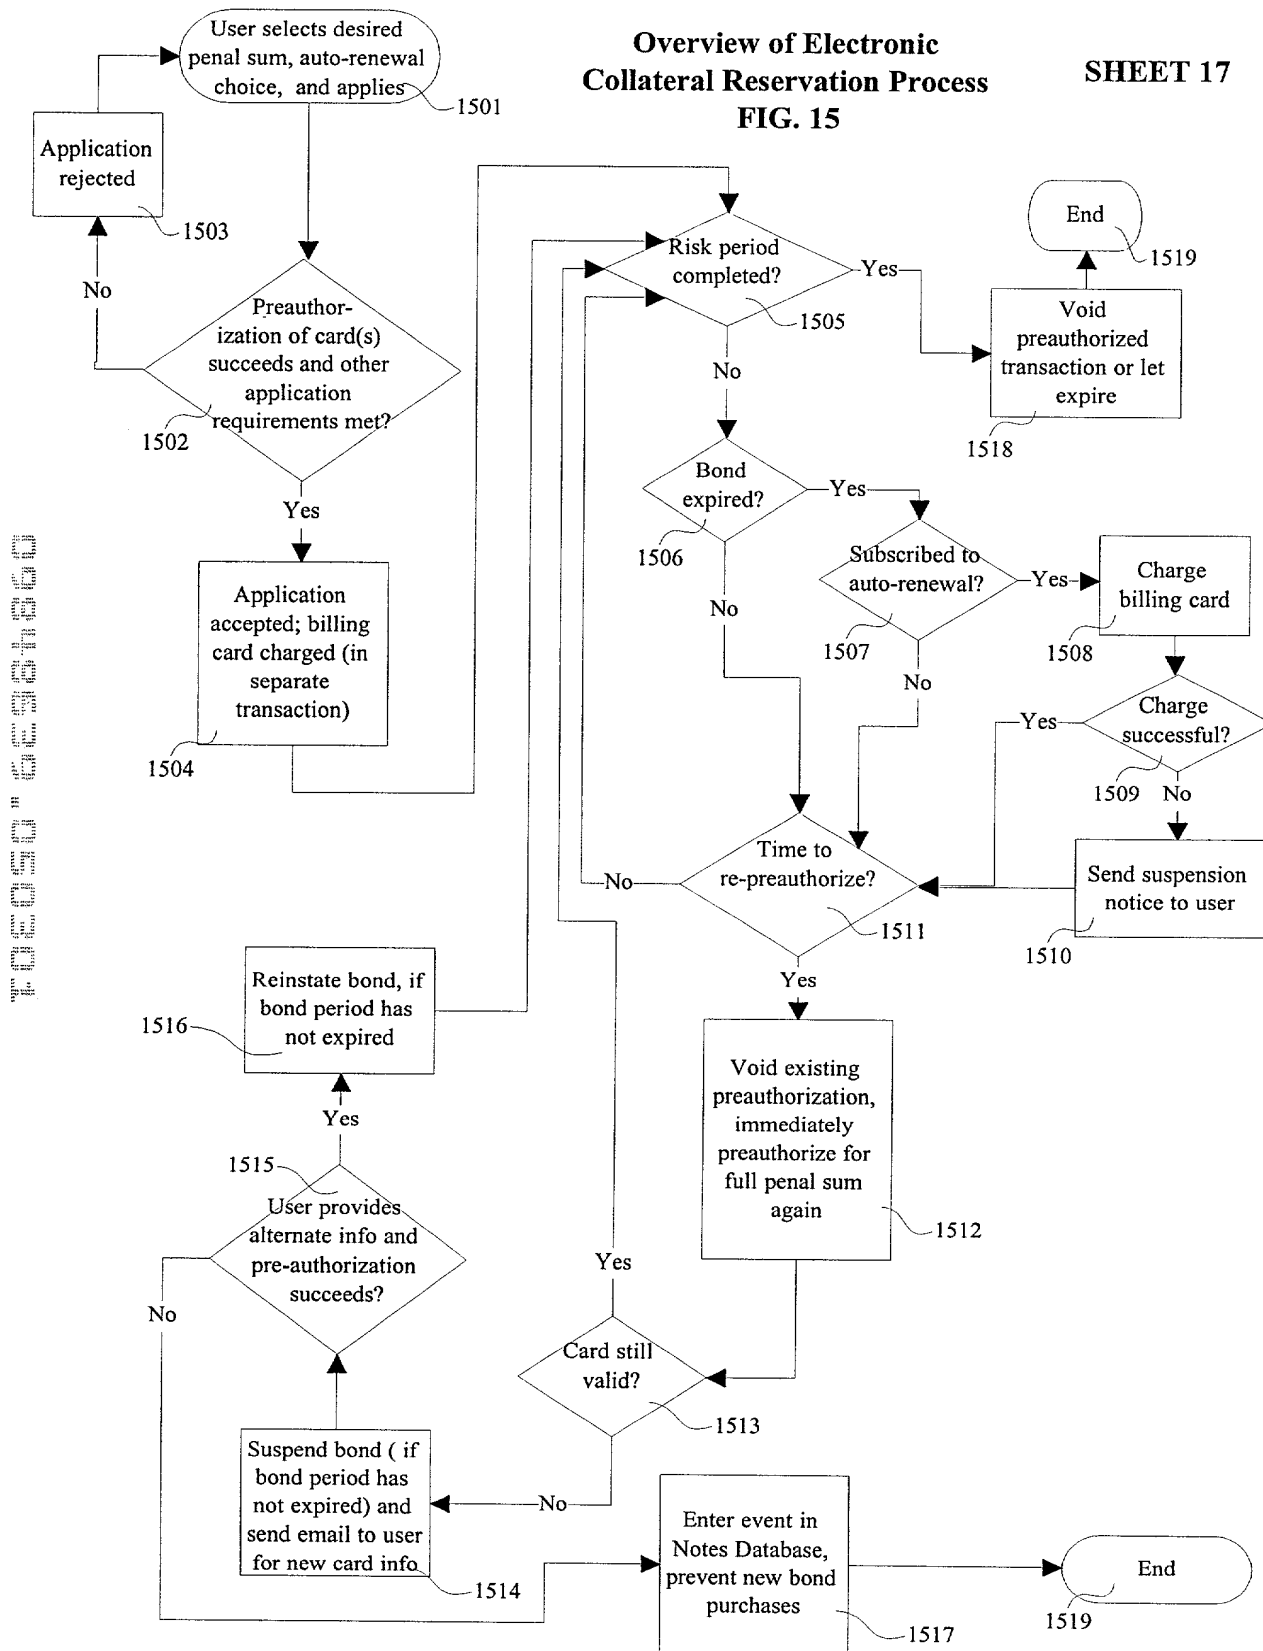 Overview of Electronic
Collateral Reservation Process
FIG. 15
SHEET 17
User selects desired
penal sum, auto-renewal
choice, and applies
1501
Application
rejected
1503
No
Preauthor-
ization of card(s)
succeeds and other
application
requirements met?
1502
Yes
Application
accepted; billing
card charged (in
separate
transaction)
1504
Risk period
completed?
1505
Yes
End
1519
Void
preauthorized
transaction or let
expire
1518
No
Bond
expired?
1506
Yes
Subscribed to
auto-renewal?
1507
Yes
Charge
billing card
1508
No
No
Charge
successful?
1509
Yes
No
Send suspension
notice to user
1510
Time to
re-preauthorize?
1511
No
Yes
Void existing
preauthorization,
immediately
preauthorize for
full penal sum
again
1512
Reinstate bond, if
bond period has
not expired
1516
Yes
1515
User provides
alternate info and
pre-authorization
succeeds?
No
Yes
Card still
valid?
1513
No
Suspend bond ( if
bond period has
not expired) and
send email to user
for new card info
1514
Enter event in
Notes Database,
prevent new bond
purchases
1517
End
1519